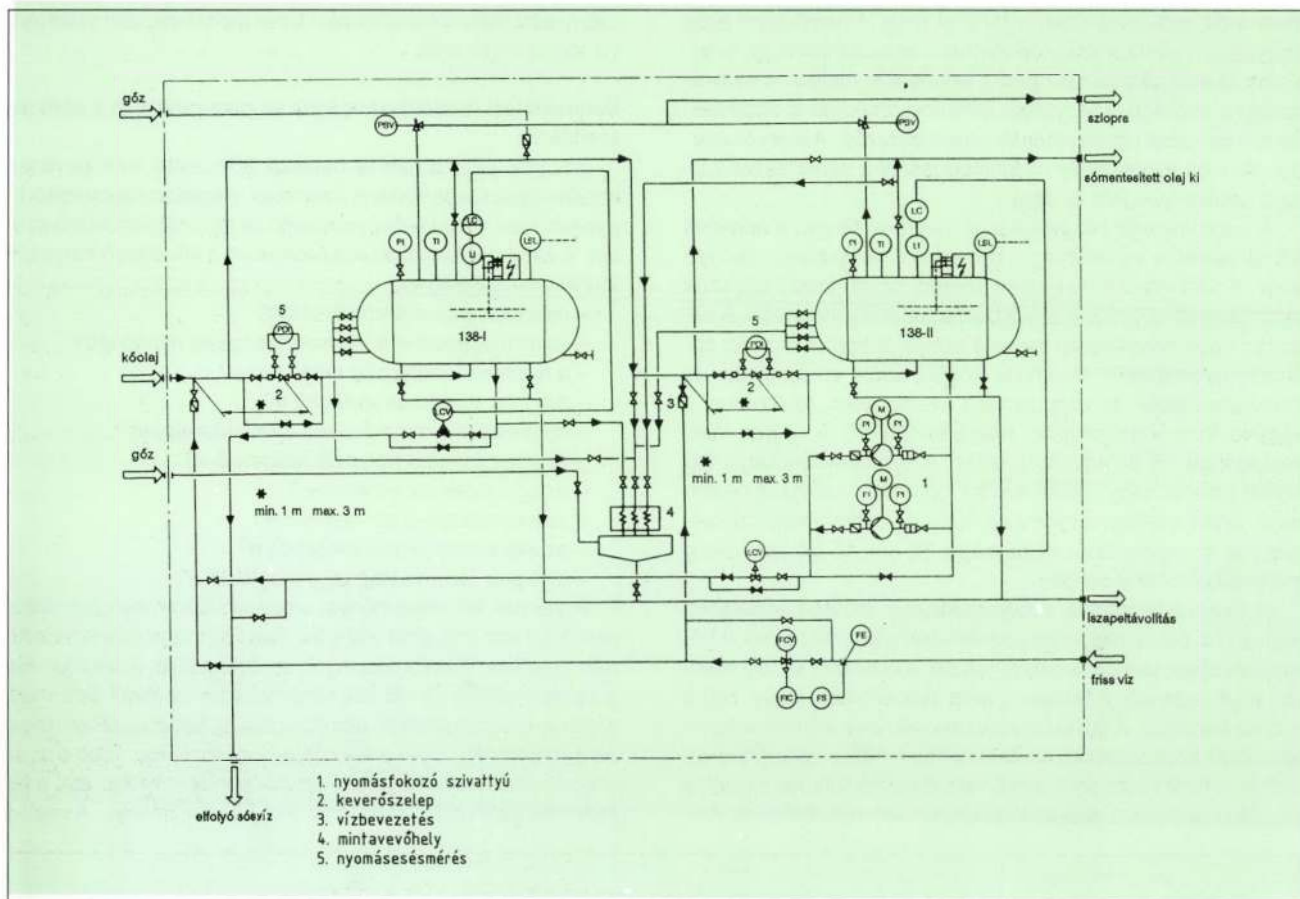 gőz
PSV
PSV
szlopra
sómentesített olaj ki
LC
LC
PI
TI
LI
LSL
PI
TI
LI
LSL
5
PDI
138-I
5
PDI
138-II
kőolaj
2
2
3
LCV
M
PI
PI
gőz
min. 1 m max. 3 m
min. 1 m max. 3 m
1
4
M
PI
PI
LCV
iszapeltávolítás
FCV
FE
friss víz
FIC
elfolyó sósvíz
1. nyomásfokozó szivattyú
2. keverőszelep
3. vízbevezetés
4. mintavevőhely
5. nyomásesésmérés